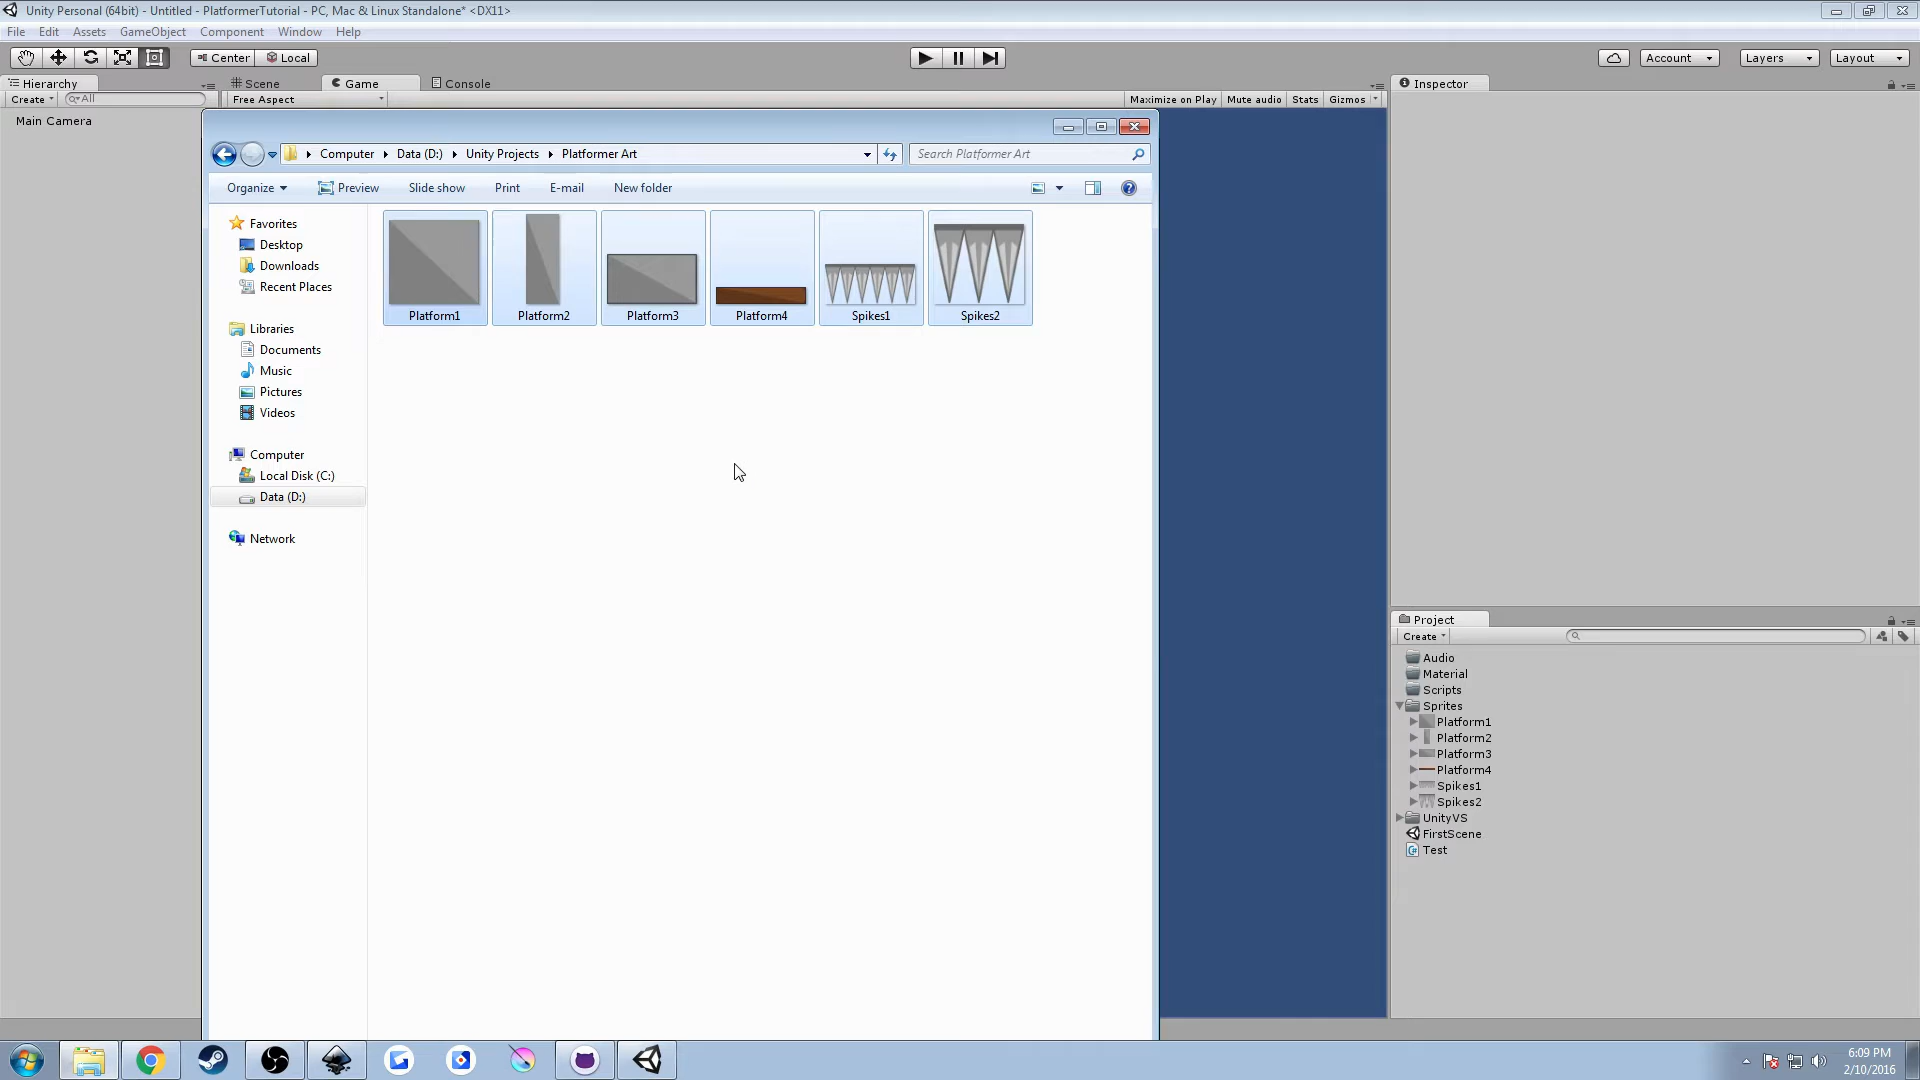 Unity Personal (64bit) - Untitled - PlatformerTutorial - PC, Mac & Linux Standalone* <DX11>
File Edit Assets GameObject Component Window Help
Center Local Account Layers Layout
Hierarchy Scene Game Console Inspector
Create All Free Aspect Maximize on Play Mute audio Stats Gizmos
Main Camera
Computer Data (D:) Unity Projects Platformer Art Search Platformer Art
Organize Preview Slide show Print E-mail New folder
Favorites
Desktop
Downloads
Recent Places
Libraries
Documents
Music
Pictures
Videos
Computer
Local Disk (C:)
Data (D:)
Network
Platform1 Platform2 Platform3 Platform4 Spikes1 Spikes2
Project
Create
Audio
Material
Scripts
Sprites
Platform1
Platform2
Platform3
Platform4
Spikes1
Spikes2
UnityVS
FirstScene
Test
6:09 PM
2/10/2016